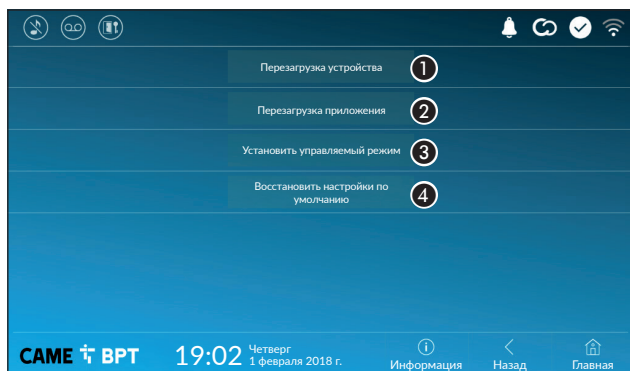 Перезагрузка устройства 1
Перезагрузка приложения 2
Установить управляемый режим 3
Восстановить настройки по
умолчанию 4
CAME BPT 19:02 Четверг
1 февраля 2018 г.
Информация Назад Главная